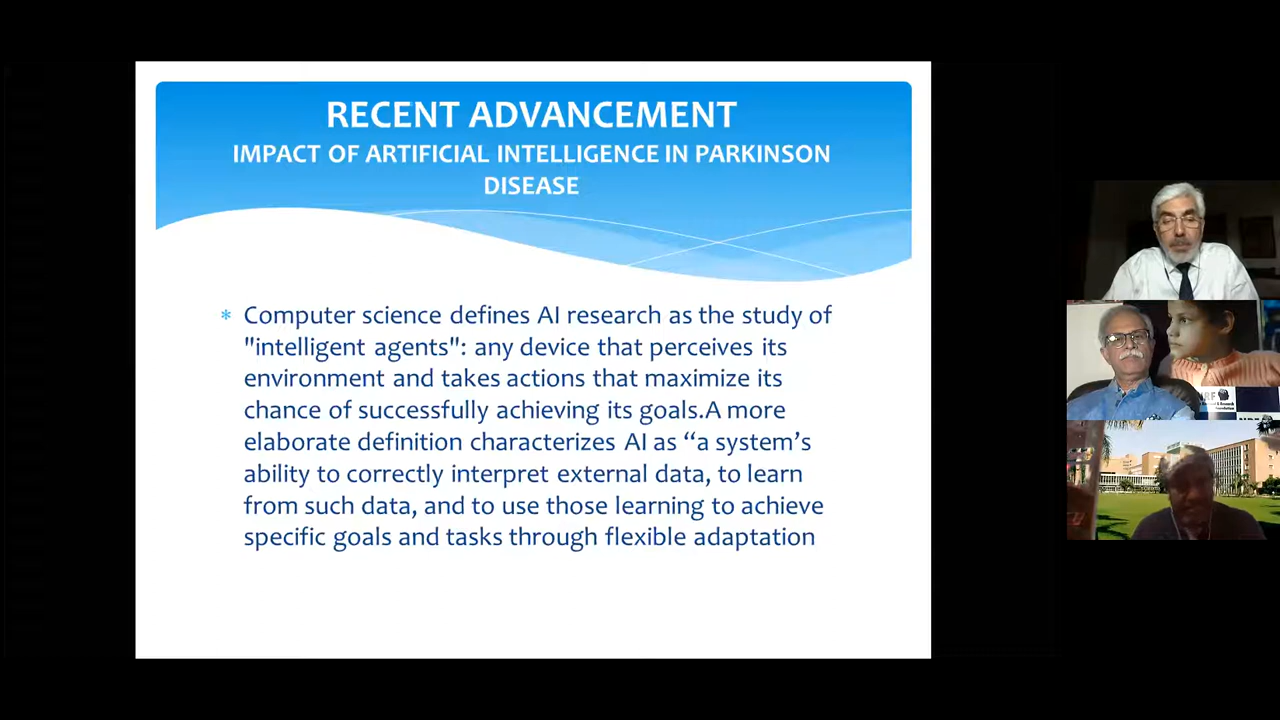 RECENT ADVANCEMENT
IMPACT OF ARTIFICIAL INTELLIGENCE IN PARKINSON
DISEASE
* Computer science defines AI research as the study of
"intelligent agents": any device that perceives its
environment and takes actions that maximize its
chance of successfully achieving its goals.A more
elaborate definition characterizes AI as “a system’s
ability to correctly interpret external data, to learn
from such data, and to use those learning to achieve
specific goals and tasks through flexible adaptation